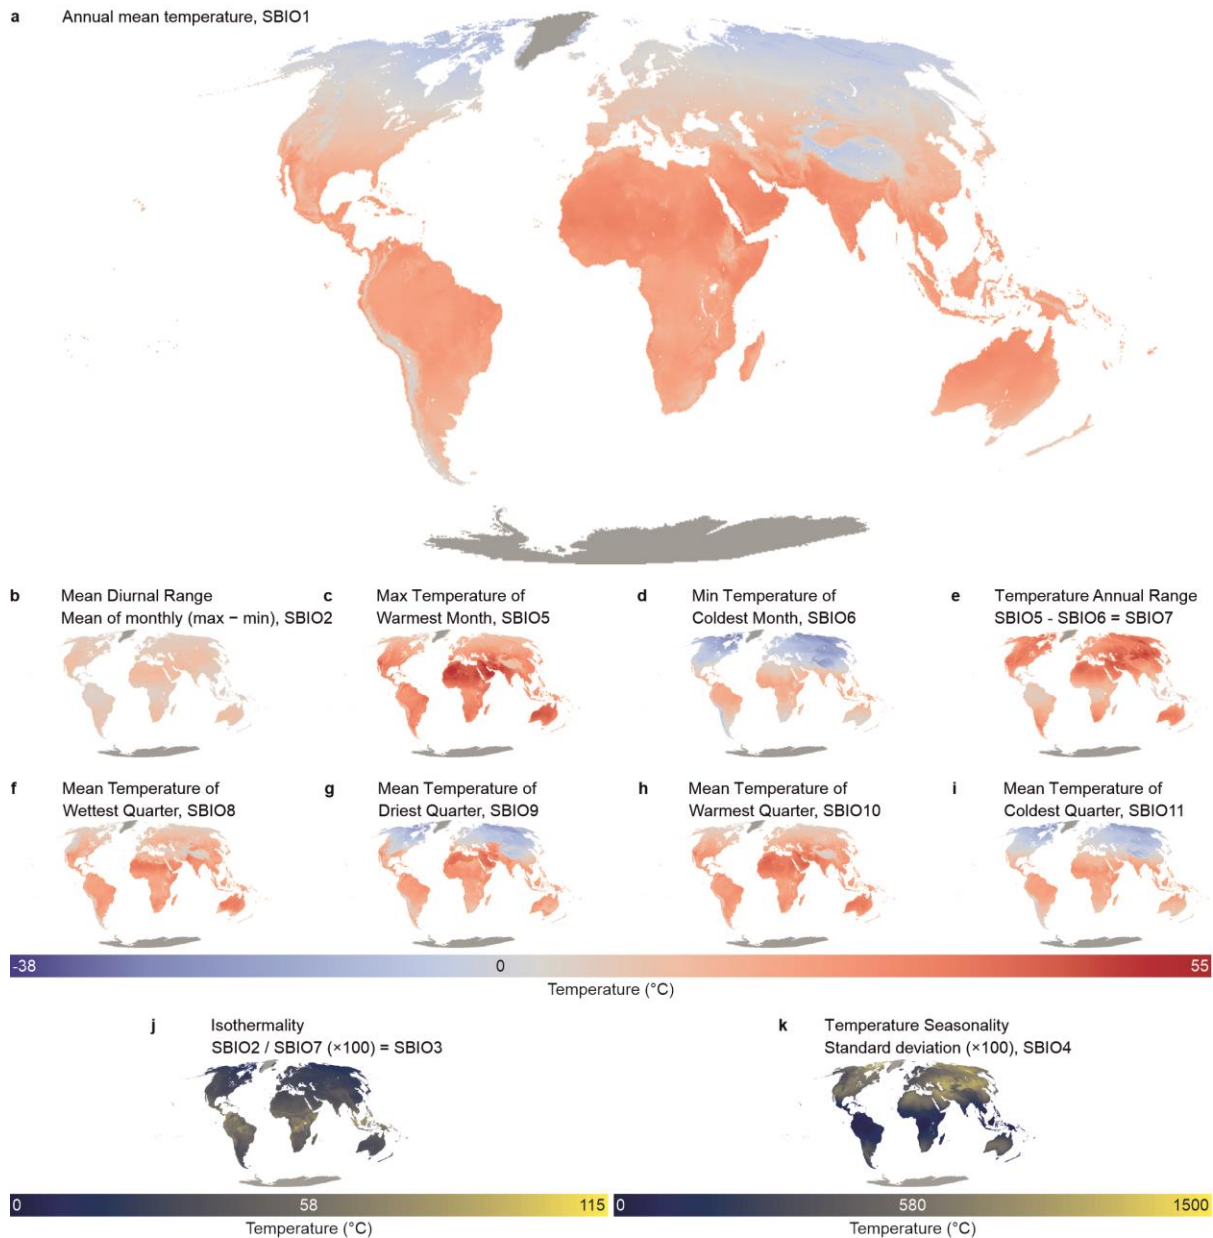 a Annual mean temperature, SBIO1
b Mean Diurnal Range
Mean of monthly (max − min), SBIO2
c Max Temperature of
Warmest Month, SBIO5
d Min Temperature of
Coldest Month, SBIO6
e Temperature Annual Range
SBIO5 - SBIO6 = SBIO7
f Mean Temperature of
Wettest Quarter, SBIO8
g Mean Temperature of
Driest Quarter, SBIO9
h Mean Temperature of
Warmest Quarter, SBIO10
i Mean Temperature of
Coldest Quarter, SBIO11
-38 0 55
Temperature (°C)
j Isothermality
SBIO2 / SBIO7 (×100) = SBIO3
k Temperature Seasonality
Standard deviation (×100), SBIO4
0 58 115
Temperature (°C)
0 580 1500
Temperature (°C)